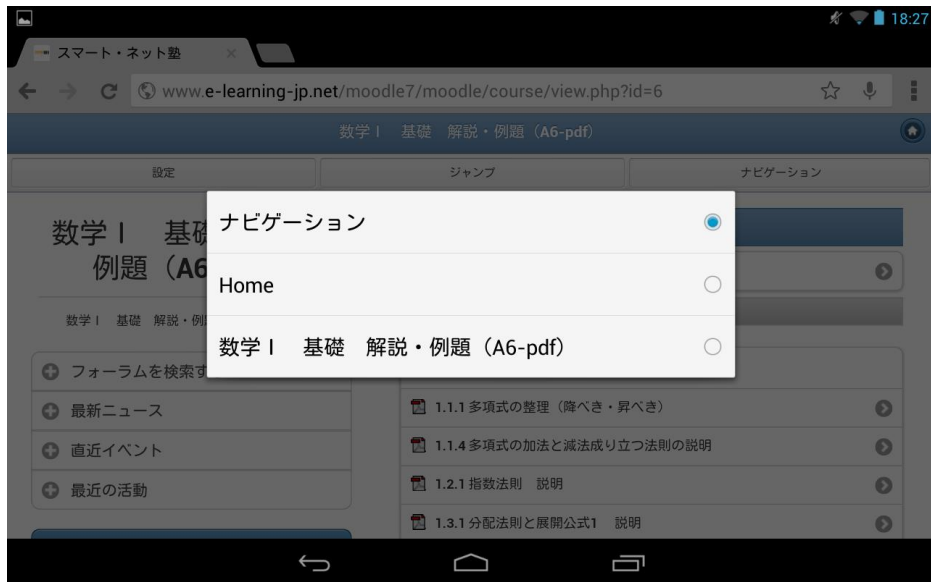 18:27
スマート・ネット塾
www.e-learning-jp.net/moodle7/moodle/course/view.php?id=6
数学Ⅰ　基礎　解説・例題（A6-pdf）
設定
ジャンプ
ナビゲーション
数学Ⅰ　基礎
例題（A6
数学Ⅰ　基礎　解説・例
ナビゲーション
Home
数学Ⅰ　基礎　解説・例題（A6-pdf）
フォーラムを検索す
最新ニュース
直近イベント
最近の活動
1.1.1 多項式の整理（降べき・昇べき）
1.1.4 多項式の加法と減法成り立つ法則の説明
1.2.1 指数法則　説明
1.3.1 分配法則と展開公式1　説明